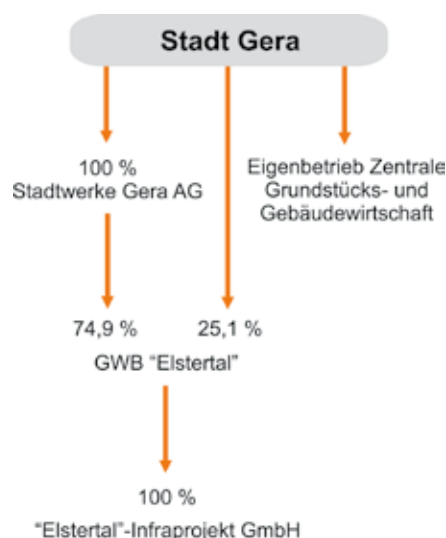 Stadt Gera
100 %
Stadtwerke Gera AG
Eigenbetrieb Zentrale
Grundstücks- und
Gebäudewirtschaft
74,9 %
25,1 %
GWB "Elstertal"
100 %
"Elstertal"-Infraprojekt GmbH